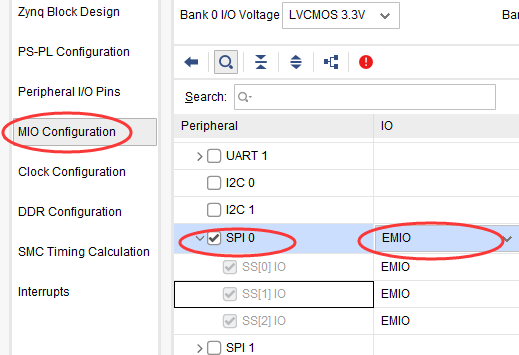 Zynq Block Design
Bank 0 I/O Voltage LVCMOS 3.3V Ban
PS-PL Configuration
Peripheral I/O Pins
Search:
MIO Configuration
Peripheral IO
UART 1
Clock Configuration
I2C 0
DDR Configuration
I2C 1
SPI 0 EMIO
SMC Timing Calculation
SS[0] IO EMIO
Interrupts
SS[1] IO EMIO
SS[2] IO EMIO
SPI 1